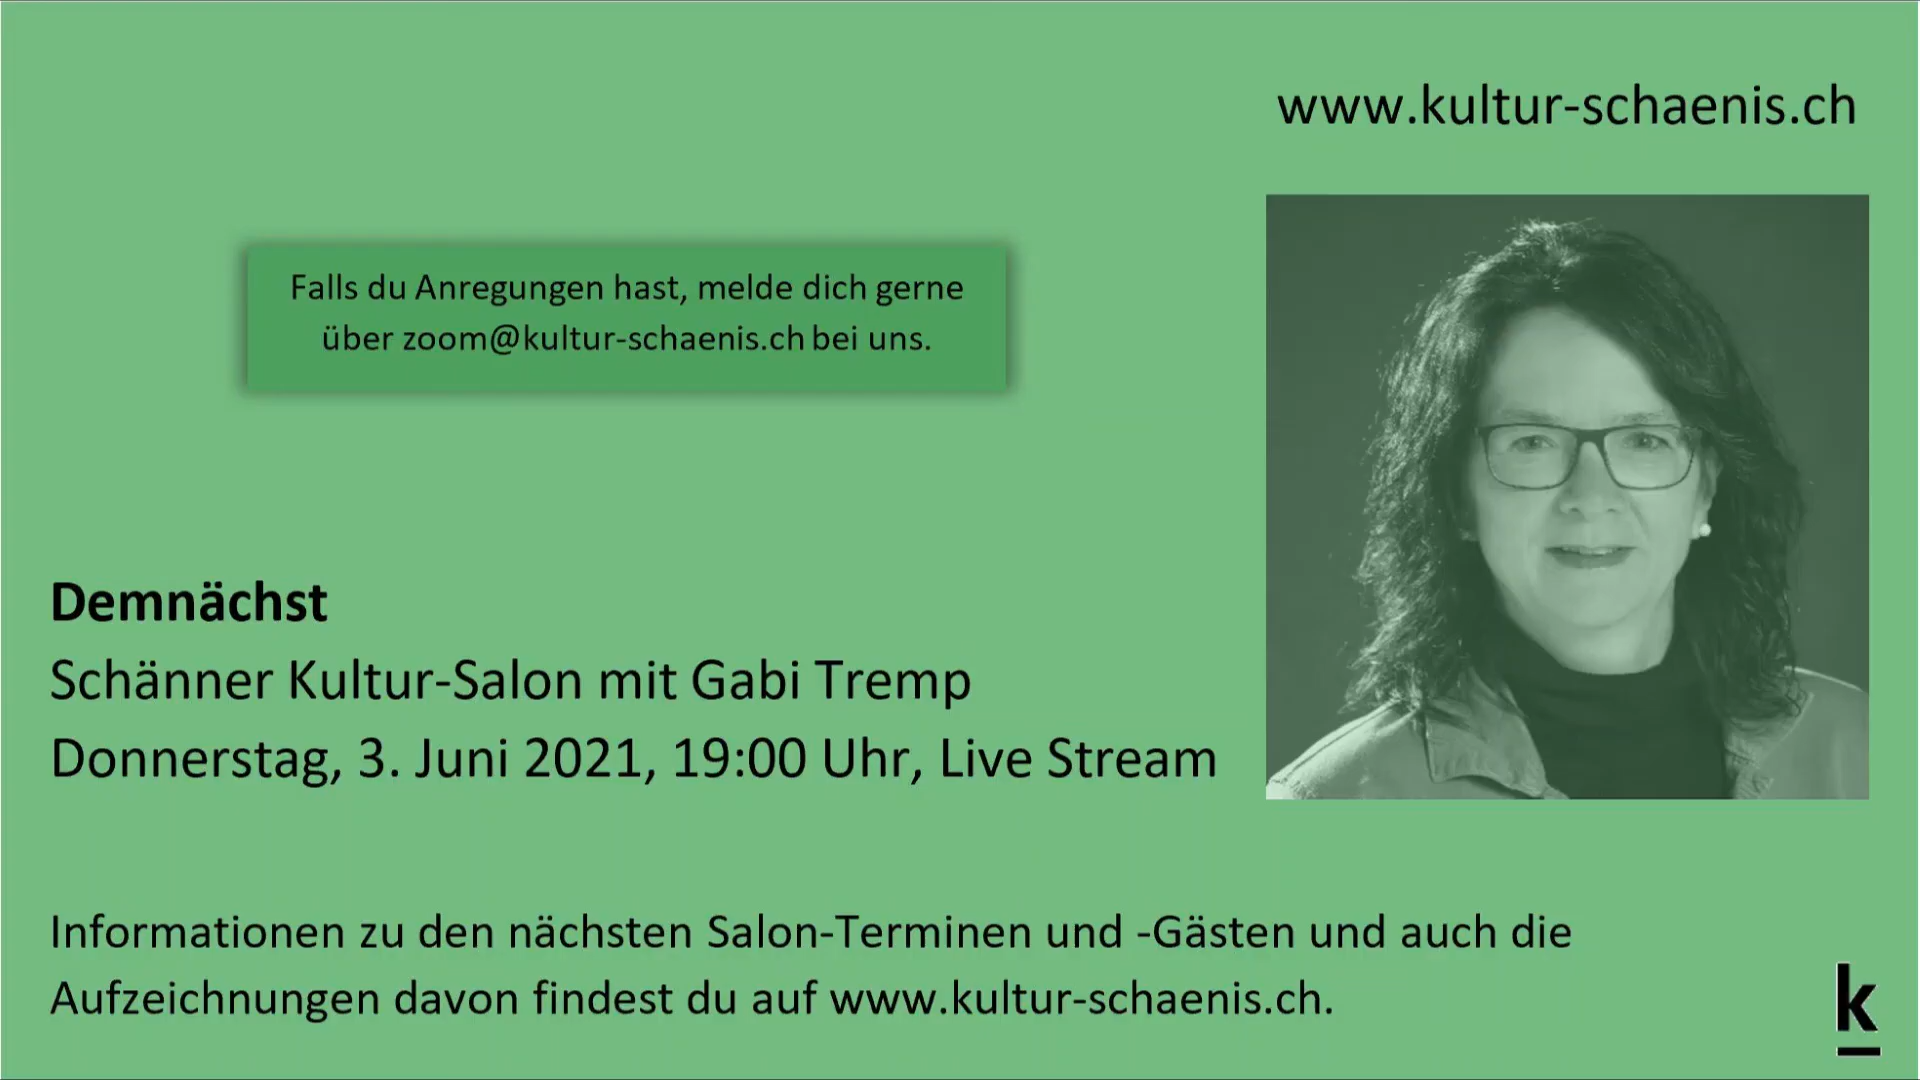 www.kultur-schaenis.ch
Falls du Anregungen hast, melde dich gerne
über zoom@kultur-schaenis.ch bei uns.
Demnächst
Schänner Kultur-Salon mit Gabi Tremp
Donnerstag, 3. Juni 2021, 19:00 Uhr, Live Stream
Informationen zu den nächsten Salon-Terminen und -Gästen und auch die
Aufzeichnungen davon findest du auf www.kultur-schaenis.ch.
k